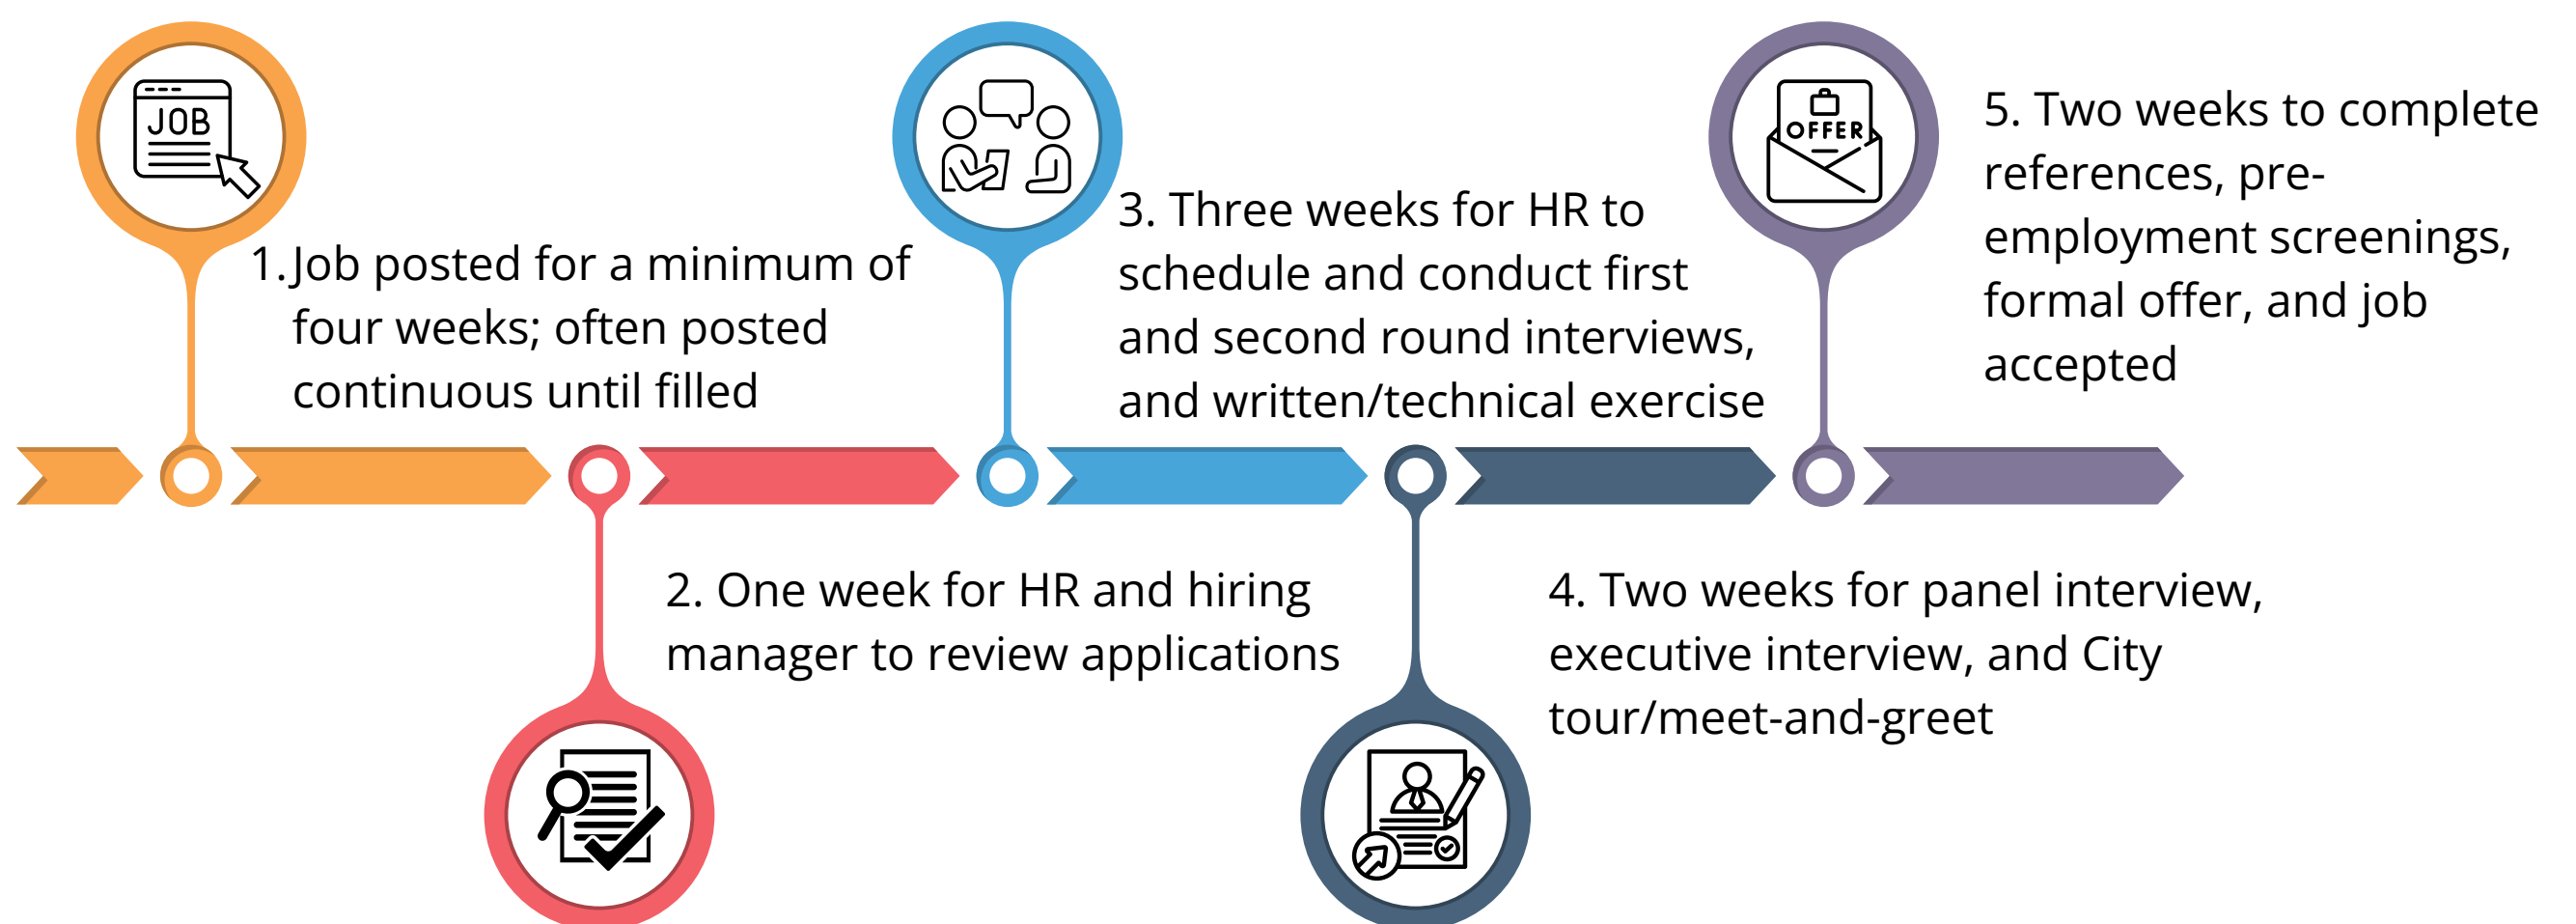 JOB
1. Job posted for a minimum of
four weeks; often posted
continuous until filled
2. One week for HR and hiring
manager to review applications
3. Three weeks for HR to
schedule and conduct first
and second round interviews,
and written/technical exercise
4. Two weeks for panel interview,
executive interview, and City
tour/meet-and-greet
OFFER
5. Two weeks to complete
references, pre-
employment screenings,
formal offer, and job
accepted